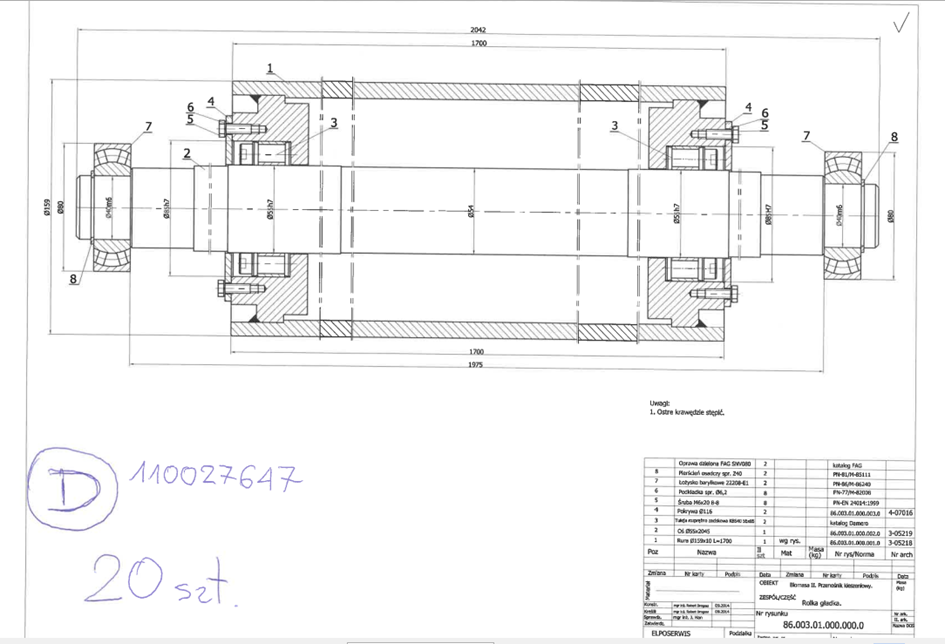 2042
1700
1
4
6
5
3
7
2
Ø159
Ø80
Ø40m6
Ø55h7
Ø54
3
4
6
5
7
8
Ø55h7
Ø85H7
Ø40m6
Ø80
8
1700
1975
Uwagi:
1. Ostre krawędzie stępić.
D
110027647
20 szt.
Oprawa dzielona FAG SNV080 2 katalog FAG
8 Pierścień osadczy spr. Z40 2 PN-81/M-85111
7 Łożysko baryłkowe 22208-E1 2 PN-86/M-86240
6 Podkładka spr. Ø6,2 8 PN-77/M-82008
5 Śruba M6x20 8-8 8 PN-EN 24014:1999
4 Pokrywa Ø116 2 86.003.01.000.003.0 4-07016
3 2
2 Oś Ø55x2045 1 86.003.01.000.002.0 3-05219
1 Rura Ø159x10 L=1700 1 wg rys. 86.003.01.000.001.0 3-05218
Poz Nazwa Il szt Mat Masa (kg) Nr rys/Norma Nr arch
Zmiana Nr karty Podpis Data Zmiana Nr karty Podpis Data
Materiał
OBIEKT Biomasa II. Przenośnik kieszeniowy.
Masa (kg)
ZESPÓŁ/CZĘŚĆ
Rolka gładka.
Nr rysunku
86.003.01.000.000.0
ELPOSERWIS Podziałka